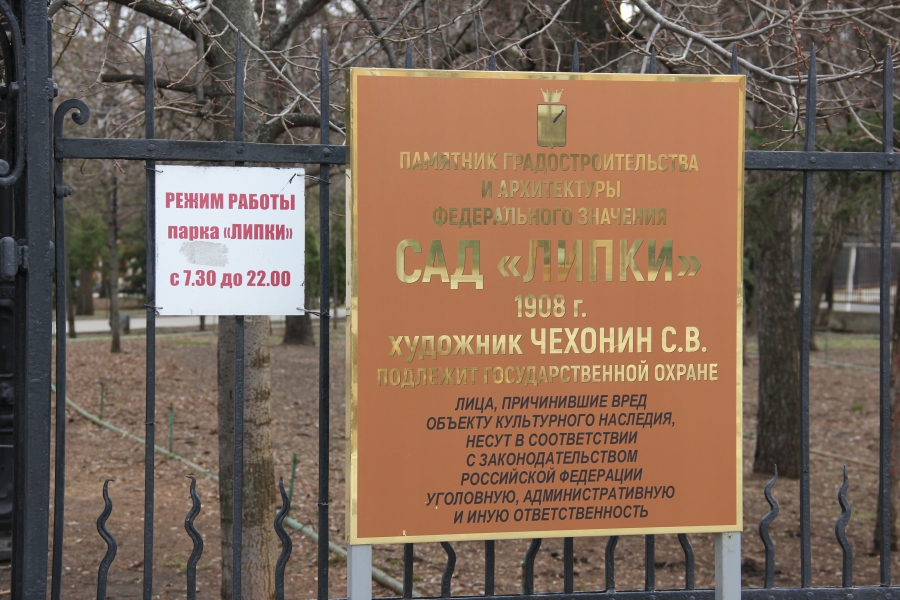 РЕЖИМ РАБОТЫ
парка «ЛИПКИ»
с 7.30 до 22.00
ПАМЯТНИК ГРАДОСТРОИТЕЛЬСТВА
И АРХИТЕКТУРЫ
ФЕДЕРАЛЬНОГО ЗНАЧЕНИЯ
САД «ЛИПКИ»
1908 г.
художник ЧЕХОНИН С.В.
ПОДЛЕЖИТ ГОСУДАРСТВЕННОЙ ОХРАНЕ
ЛИЦА, ПРИЧИНИВШИЕ ВРЕД
ОБЪЕКТУ КУЛЬТУРНОГО НАСЛЕДИЯ,
НЕСУТ В СООТВЕТСТВИИ
С ЗАКОНОДАТЕЛЬСТВОМ
РОССИЙСКОЙ ФЕДЕРАЦИИ
УГОЛОВНУЮ, АДМИНИСТРАТИВНУЮ
И ИНУЮ ОТВЕТСТВЕННОСТЬ